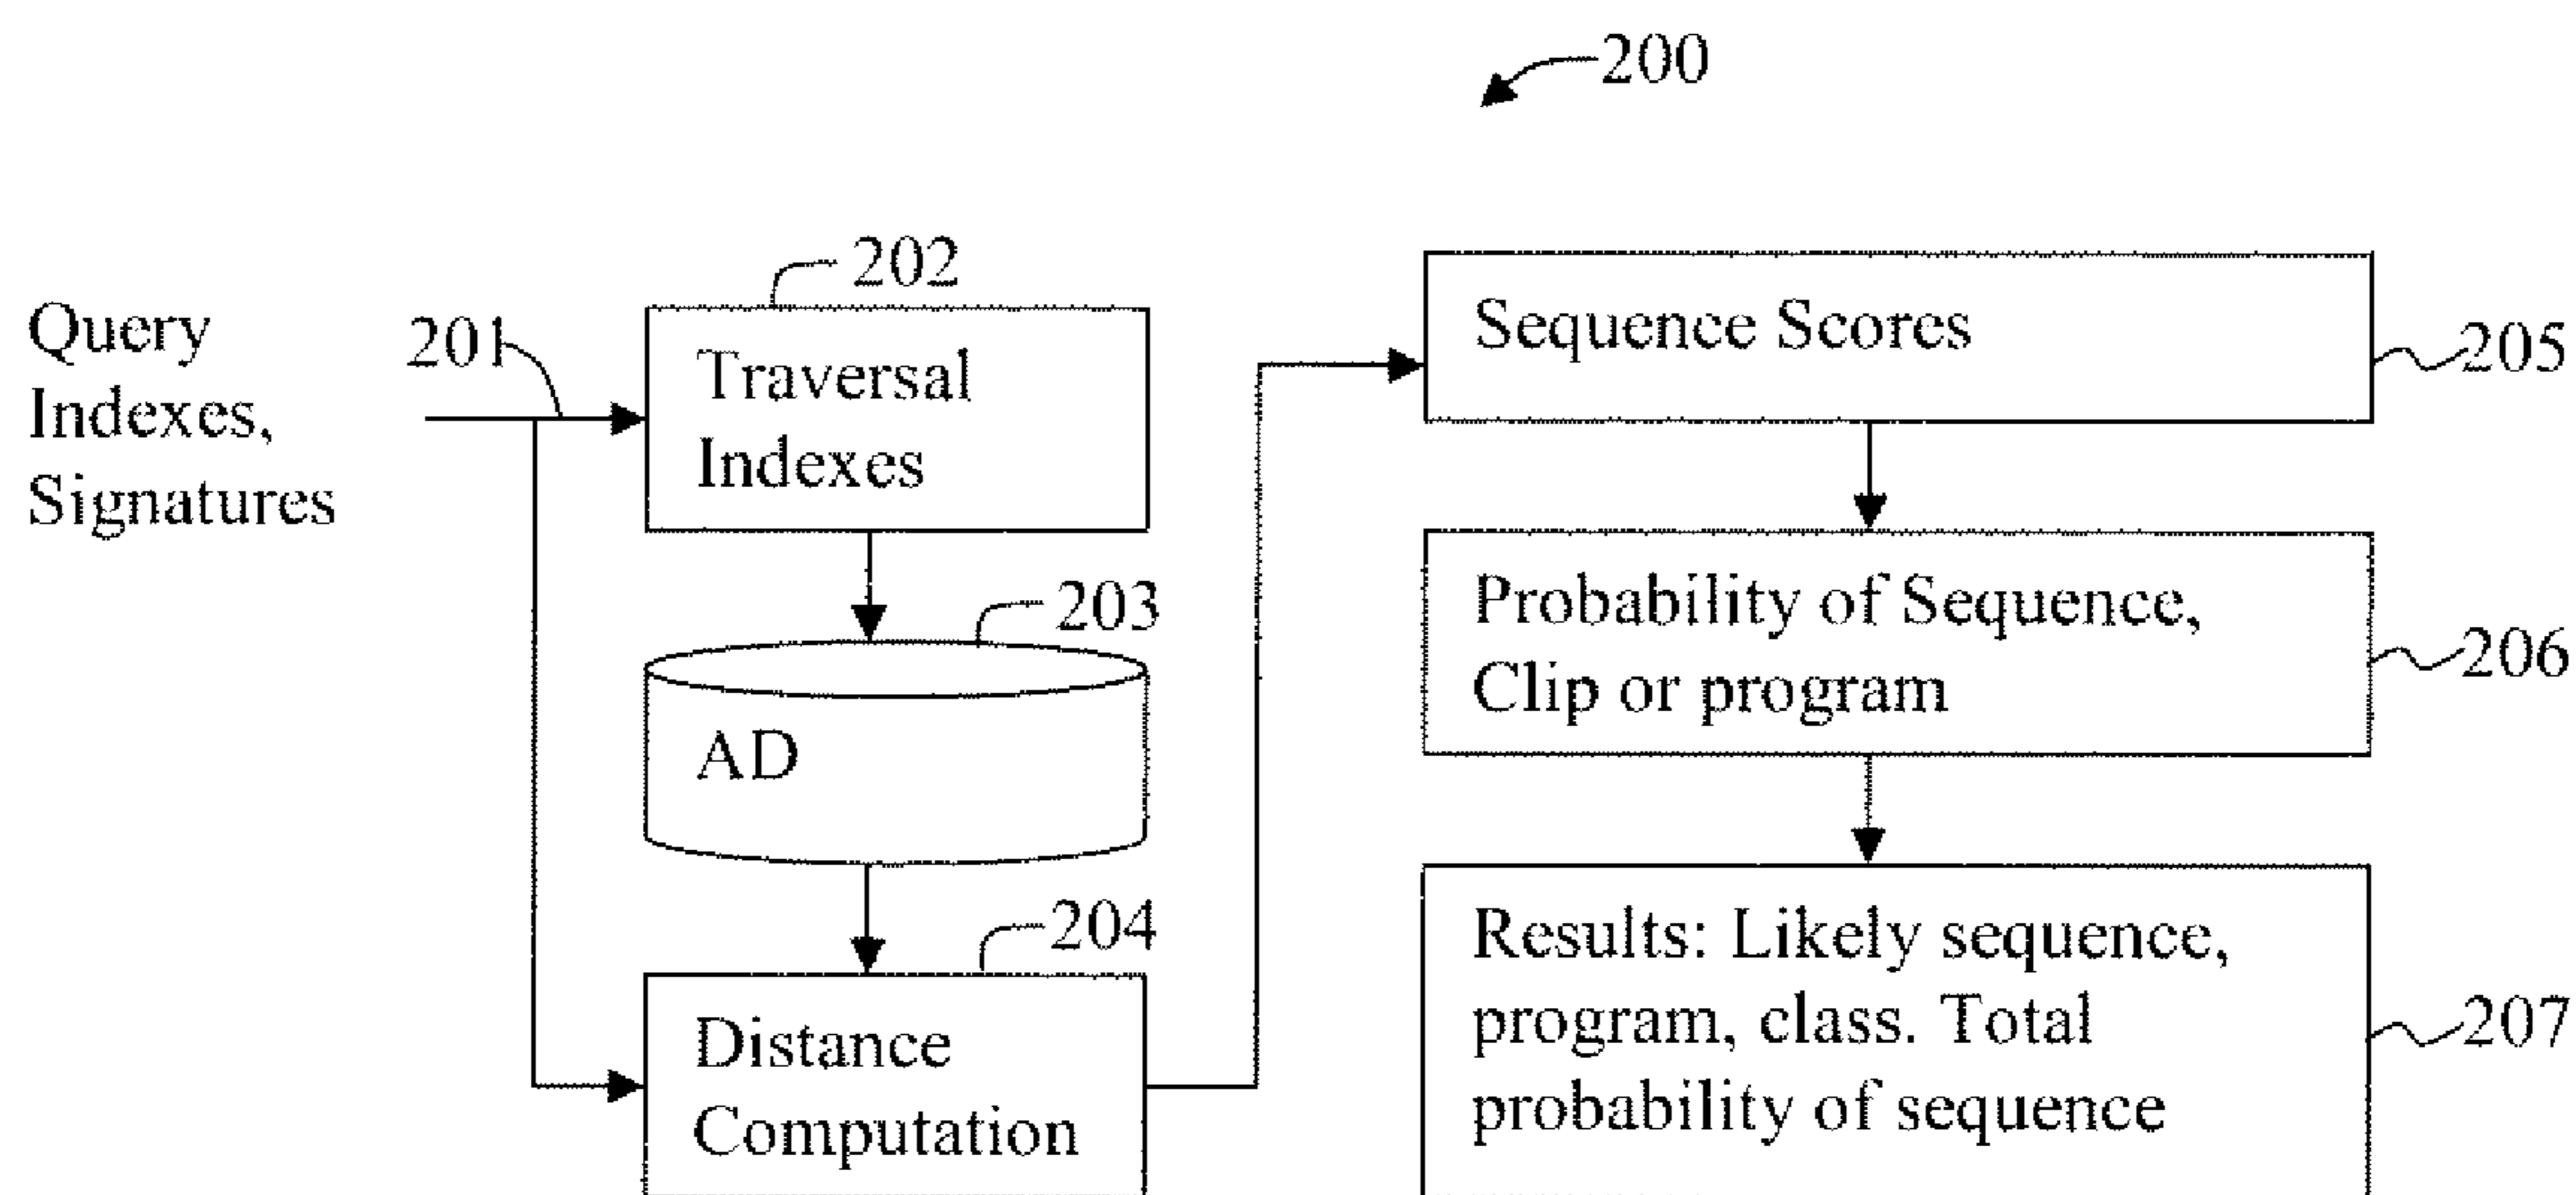 200
Query
Indexes,
Signatures
201
202
Traversal
Indexes
203
AD
204
Distance
Computation
Sequence Scores
205
Probability of Sequence,
Clip or program
206
Results: Likely sequence,
program, class. Total
probability of sequence
207